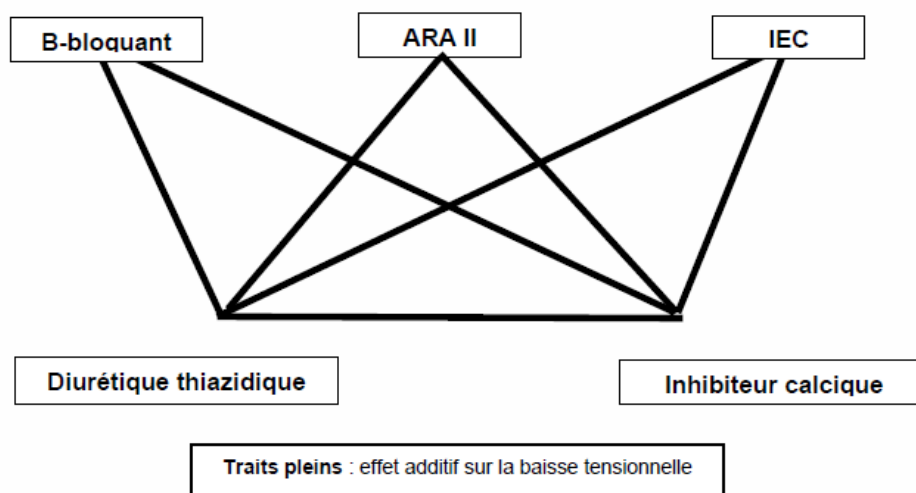 B-bloquant
ARA II
IEC
Diurétique thiazidique
Inhibiteur calcique
Traits pleins : effet additif sur la baisse tensionnelle